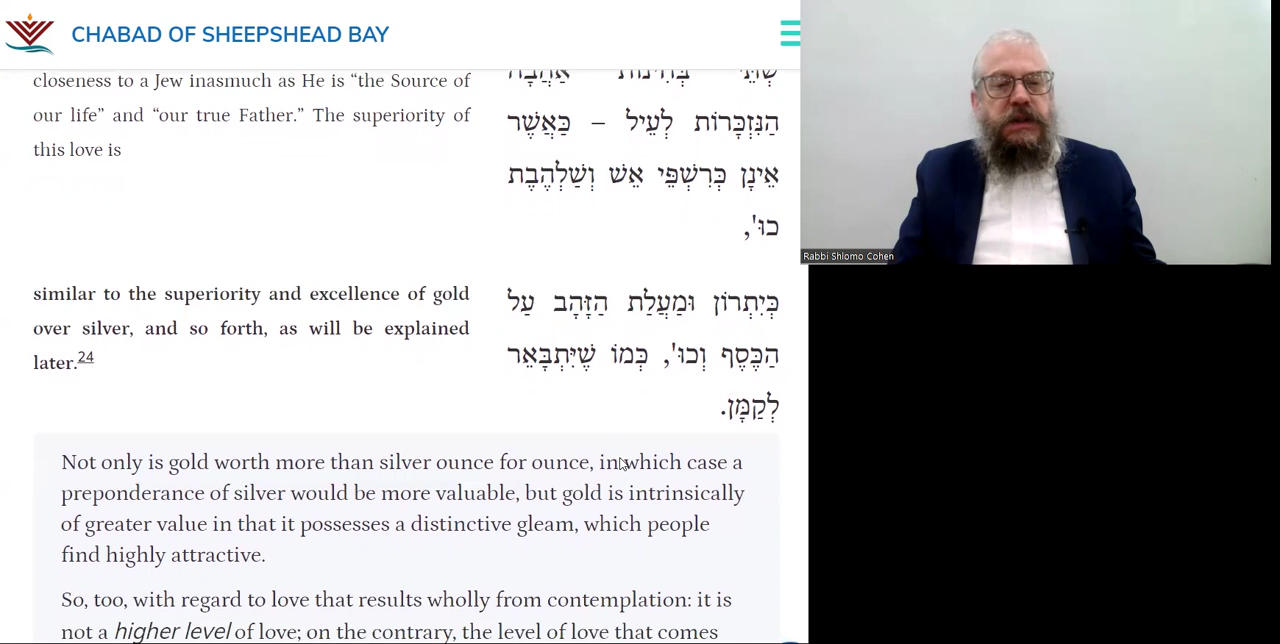 CHABAD OF SHEEPSHEAD BAY
closeness to a Jew inasmuch as He is “the Source of
our life” and “our true Father.” The superiority of
this love is
שְׁתֵּי בְּחִינוֹת אַהֲבָה
הַנִּזְכָּרוֹת לְעֵיל – כַּאֲשֶׁר
אֵינָן כְּרִשְׁפֵּי אֵשׁ וְשַׁלְהֶבֶת
כוּ',
similar to the superiority and excellence of gold
over silver, and so forth, as will be explained
later.24
כְּיִתְרוֹן וּמַעֲלַת הַזָּהָב עַל
הַכֶּסֶף וְכוּ', כְּמוֹ שֶׁיִּתְבָּאֵר
לְקַמָּן.
Not only is gold worth more than silver ounce for ounce, in which case a
preponderance of silver would be more valuable, but gold is intrinsically
of greater value in that it possesses a distinctive gleam, which people
find highly attractive.
So, too, with regard to love that results wholly from contemplation: it is
not a higher level of love; on the contrary, the level of love that comes
Rabbi Shlomo Cohen